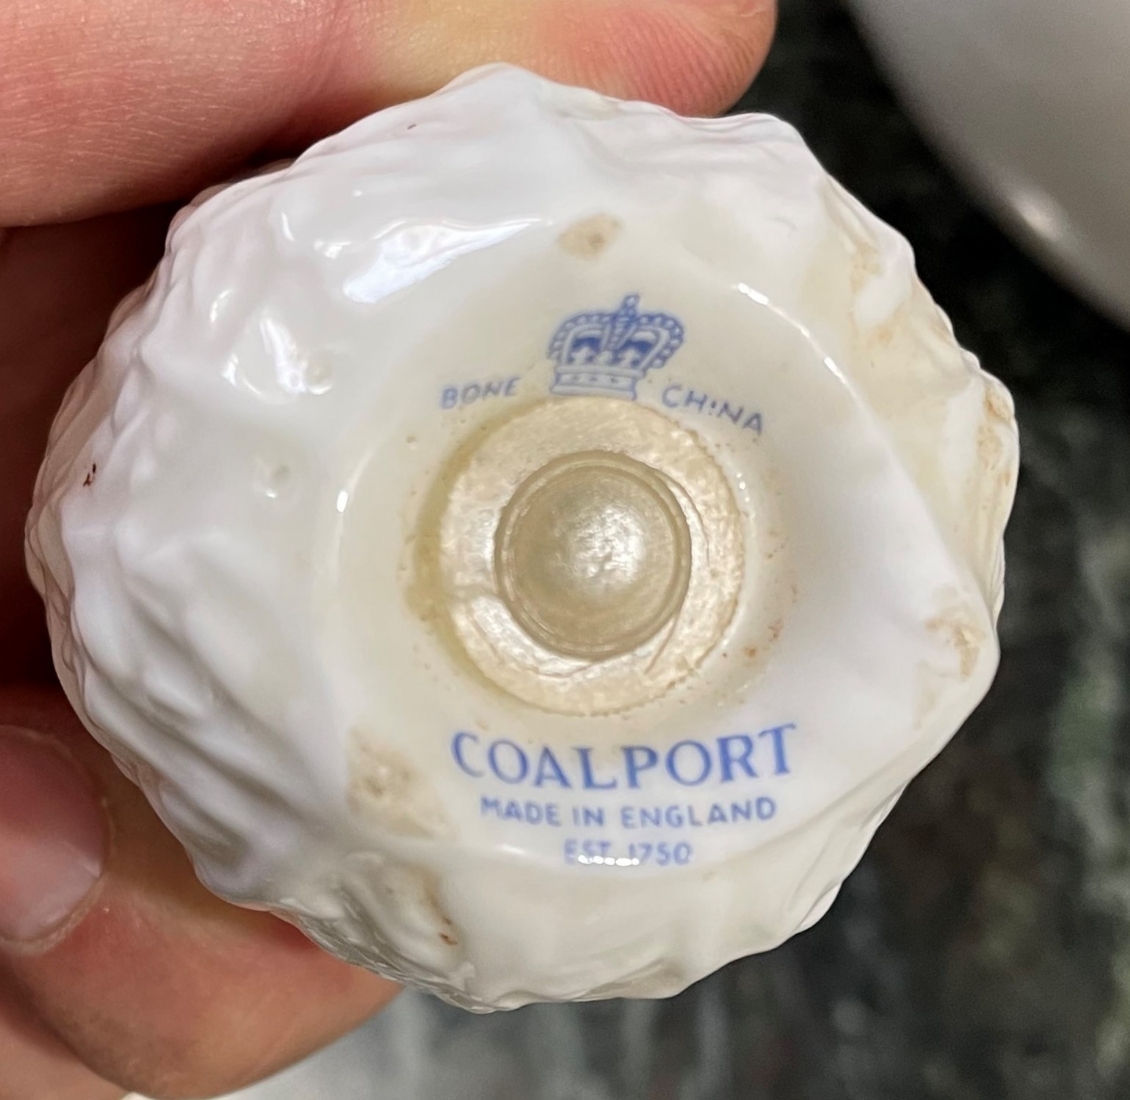 BONE CHINA
COALPORT
MADE IN ENGLAND
EST. 1750